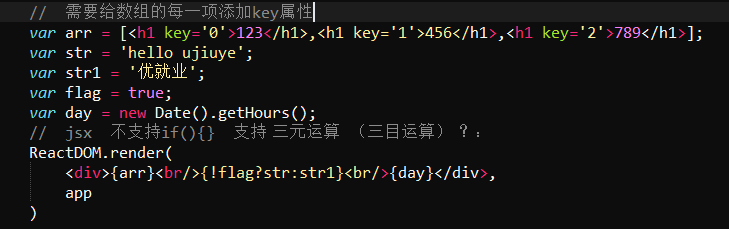 //  需要给数组的每一项添加key属性
var arr = [<h1 key='0'>123</h1>,<h1 key='1'>456</h1>,<h1 key='2'>789</h1>];
var str = 'hello ujiuye';
var str1 = '优就业';
var flag = true;
var day = new Date().getHours();
//  jsx  不支持if(){}  支持 三元运算 （三目运算）？：
ReactDOM.render(
    <div>{arr}<br/>{!flag?str:str1}<br/>{day}</div>,
    app
)